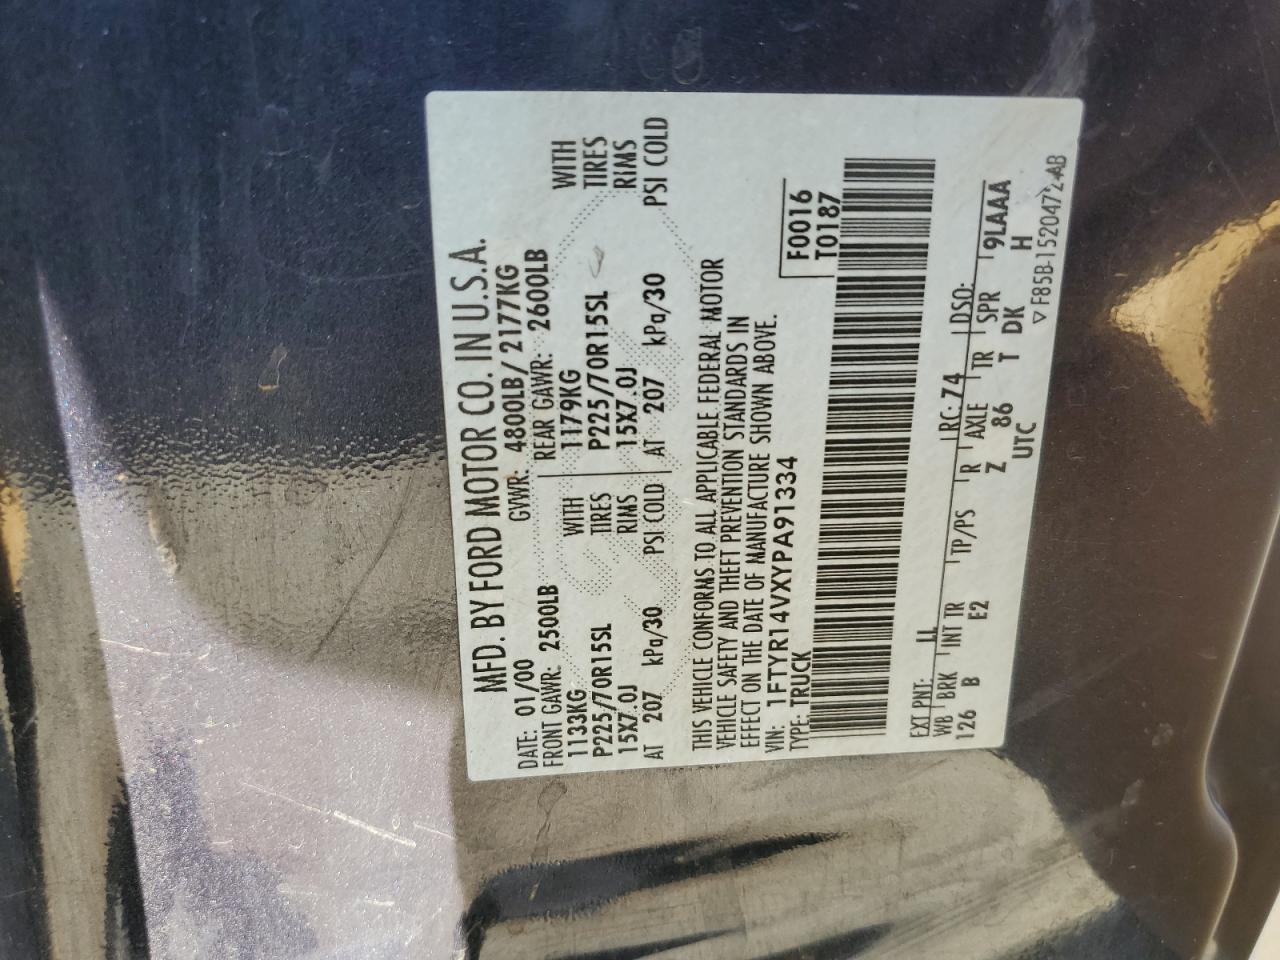 MFD. BY FORD MOTOR CO. IN U.S.A.
DATE: 01/00 GVWR: 4800LB/2177KG
FRONT GAWR: 2500LB REAR GAWR: 2600LB
1133KG WITH 1179KG WITH
P225/70R15SL TIRES P225/70R15SL TIRES
15X7.0J RIMS 15X7.0J RIMS
AT 207 kPa/30 PSI COLD AT 207 kPa/30 PSI COLD
THIS VEHICLE CONFORMS TO ALL APPLICABLE FEDERAL MOTOR
VEHICLE SAFETY AND THEFT PREVENTION STANDARDS IN
EFFECT ON THE DATE OF MANUFACTURE SHOWN ABOVE.
VIN: 1FTYR14VXYPA91334
TYPE: TRUCK
F0016
T0187
EXT PNT: LL RC: 74 DSO:
WB BRK INT TR TP/PS R AXLE TR SPR 9LAAA
126 B E2 Z 86 T DK H
UTC
▽ F85B-1520472-AB